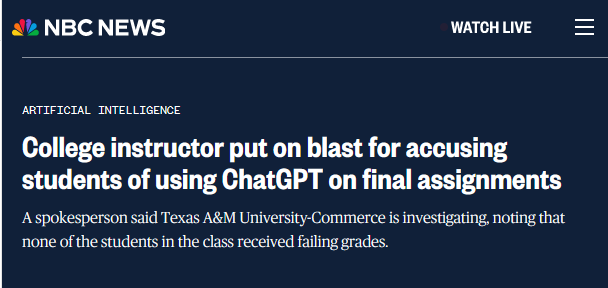 NBC NEWS
WATCH LIVE
ARTIFICIAL INTELLIGENCE
College instructor put on blast for accusing
students of using ChatGPT on final assignments
A spokesperson said Texas A&M University-Commerce is investigating, noting that
none of the students in the class received failing grades.